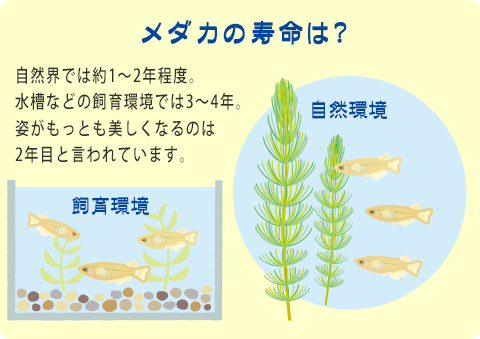 メダカの寿命は?
自然界では約1〜2年程度。
水槽などの飼育環境では3〜4年。
姿がもっとも美しくなるのは
2年目と言われています。
自然環境
飼育環境